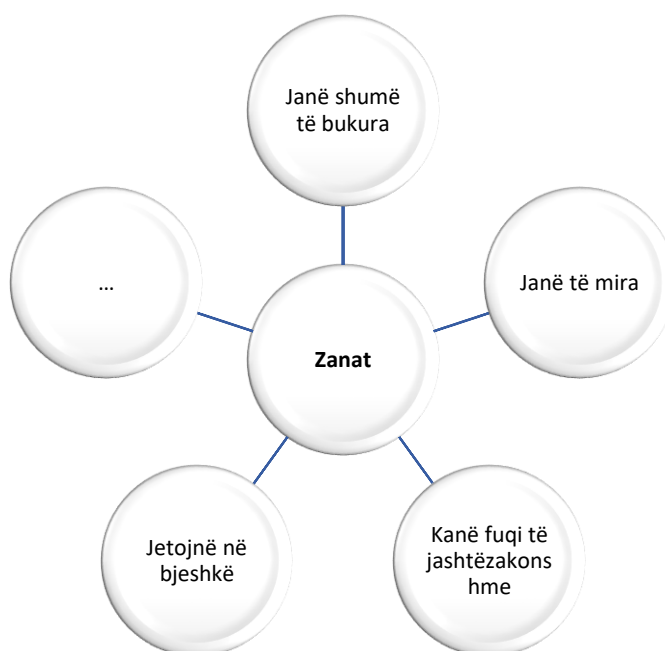 Janë shumë
të bukura
...
Janë të mira
Zanat
Jetojnë në
bjeshkë
Kanë fuqi të
jashtëzakons
hme